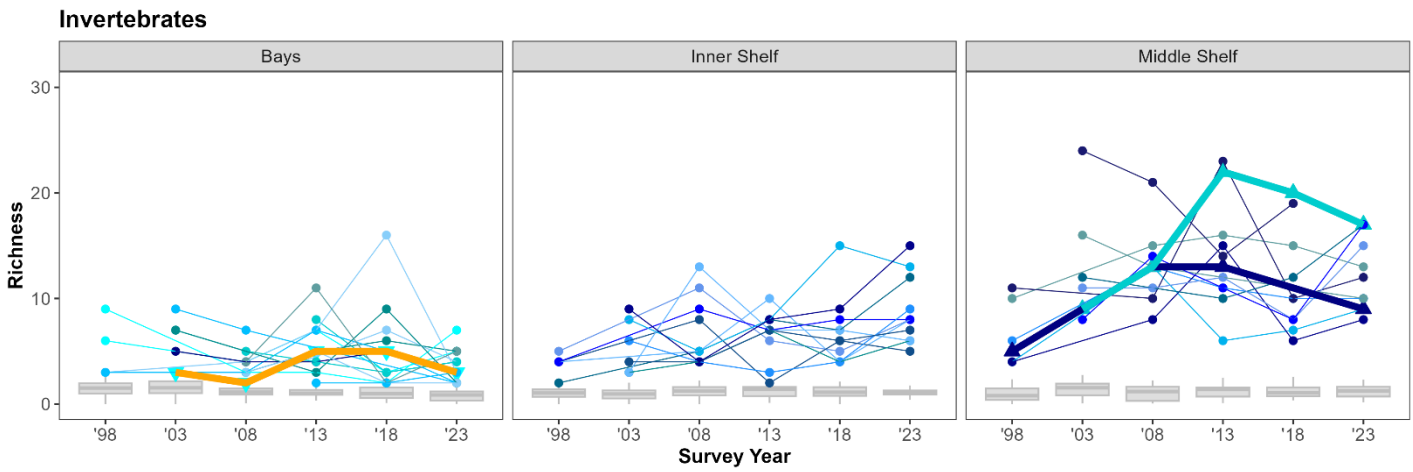 Invertebrates
Bays
Inner Shelf
Middle Shelf
Richness
30
20
10
0
'98 '03 '08 '13 '18 '23
'98 '03 '08 '13 '18 '23
'98 '03 '08 '13 '18 '23
Survey Year